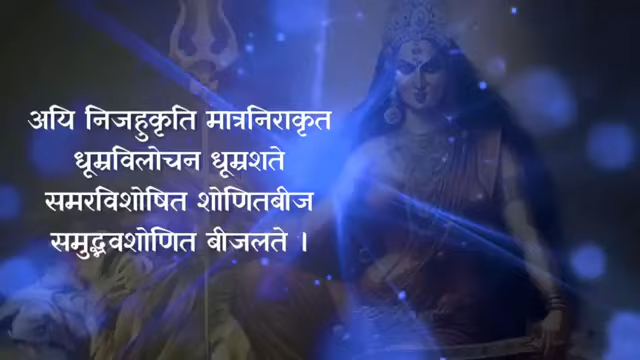 अयि निजहुकृति मात्रनिराकृत
धूम्रविलोचन धूम्रशते
समरविशोषित शोणितबीज
समुद्भवशोणित बीजलते ।